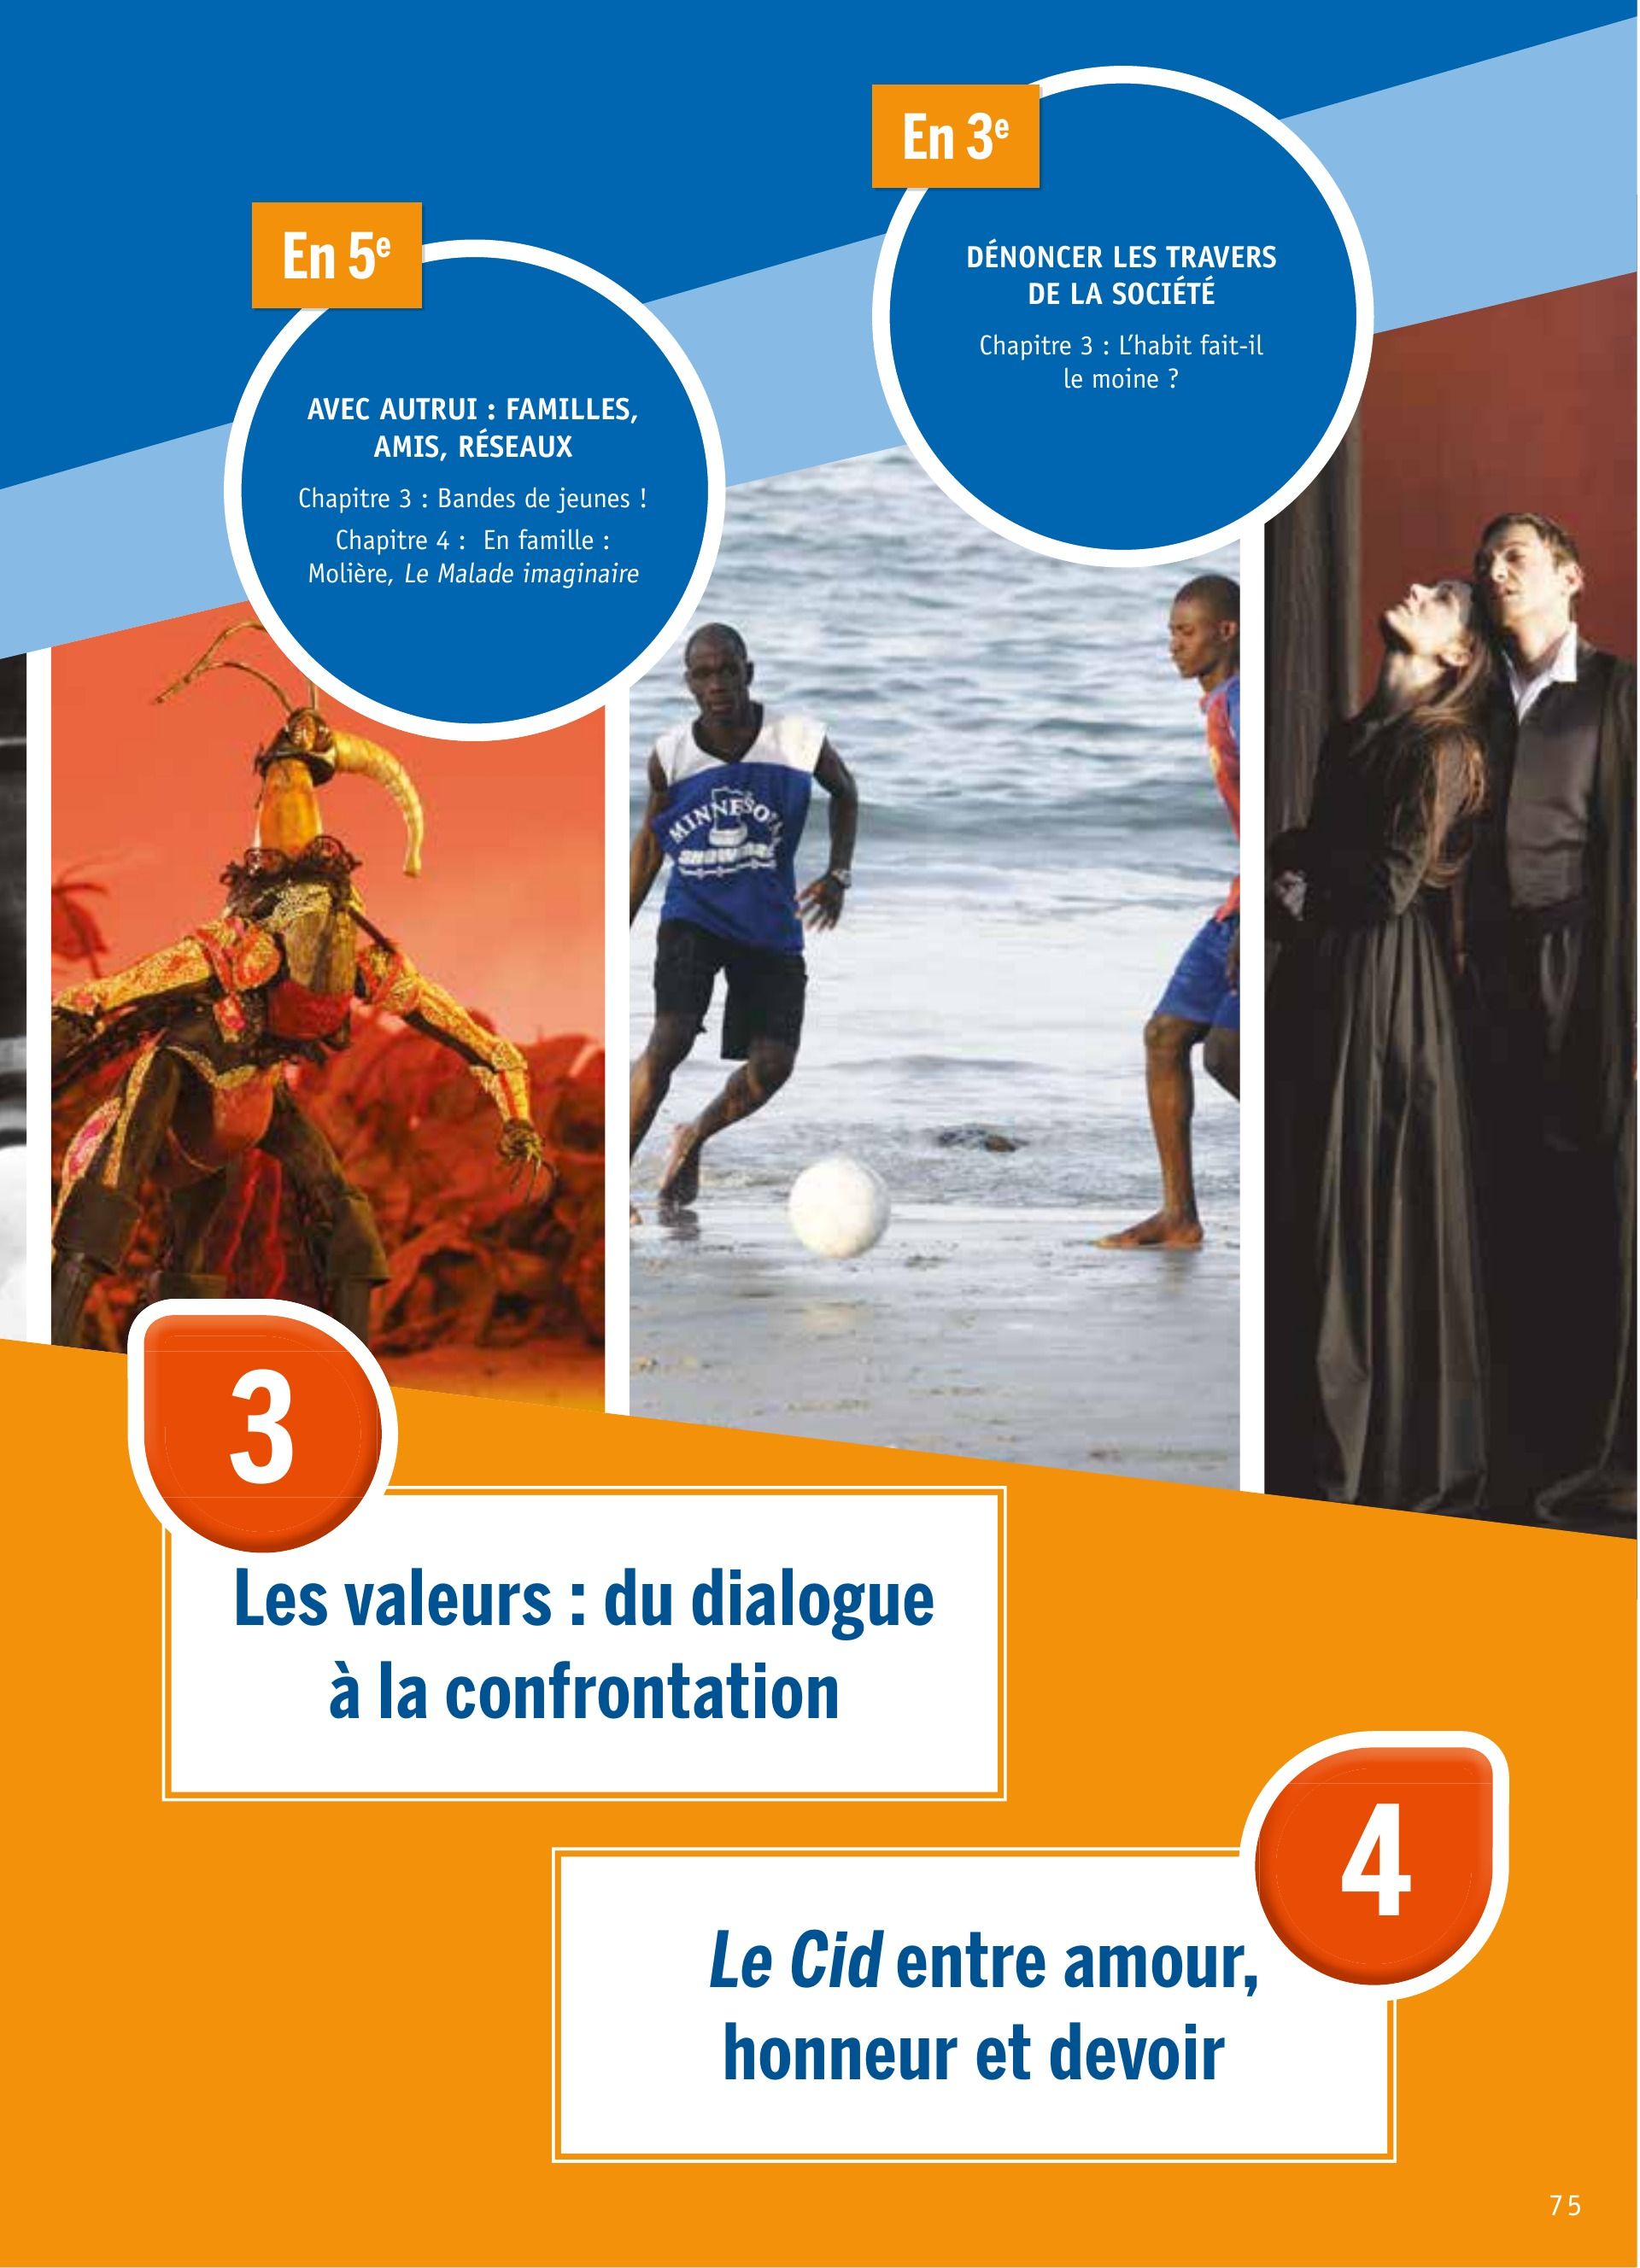 En 3e
DÉNONCER LES TRAVERS
DE LA SOCIÉTÉ
Chapitre 3 : L’habit fait-il
le moine ?
En 5e
AVEC AUTRUI : FAMILLES,
AMIS, RÉSEAUX
Chapitre 3 : Bandes de jeunes !
Chapitre 4 : En famille :
Molière, Le Malade imaginaire
MINNESOTA
3
Les valeurs : du dialogue
à la confrontation
4
Le Cid entre amour,
honneur et devoir
75